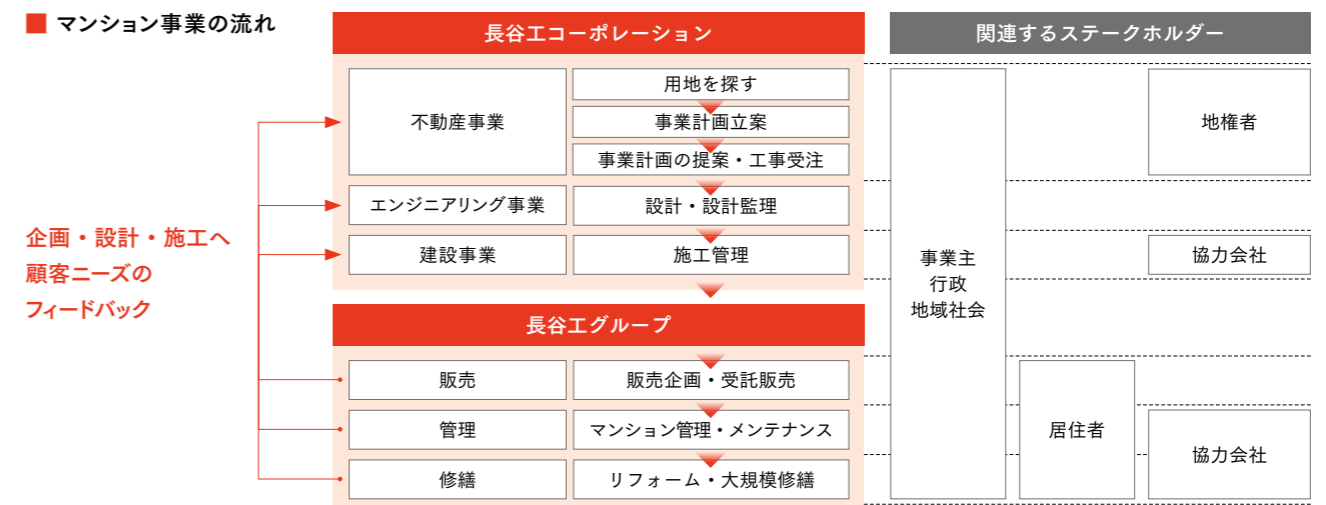 マンション事業の流れ
長谷工コーポレーション
関連するステークホルダー
不動産事業
用地を探す
事業計画立案
事業計画の提案・工事受注
エンジニアリング事業
設計・設計監理
建設事業
施工管理
企画・設計・施工へ
顧客ニーズの
フィードバック
長谷工グループ
販売
販売企画・受託販売
管理
マンション管理・メンテナンス
修繕
リフォーム・大規模修繕
事業主
行政
地域社会
地権者
協力会社
居住者
協力会社